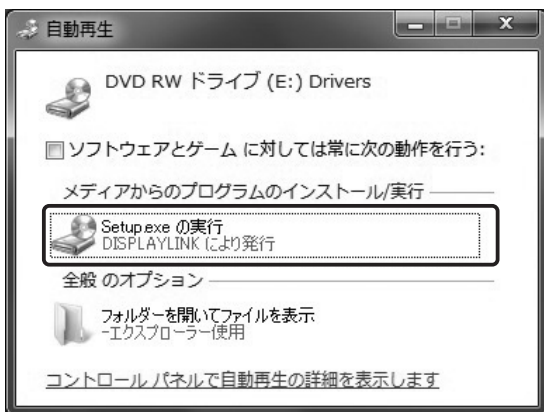 自動再生
DVD RW ドライブ (E:) Drivers
ソフトウェアとゲーム に対しては常に次の動作を行う:
メディアからのプログラムのインストール/実行
Setup.exe の実行
DISPLAYLINK により発行
全般 のオプション
フォルダーを開いてファイルを表示
-エクスプローラー使用
コントロール パネルで自動再生の詳細を表示します